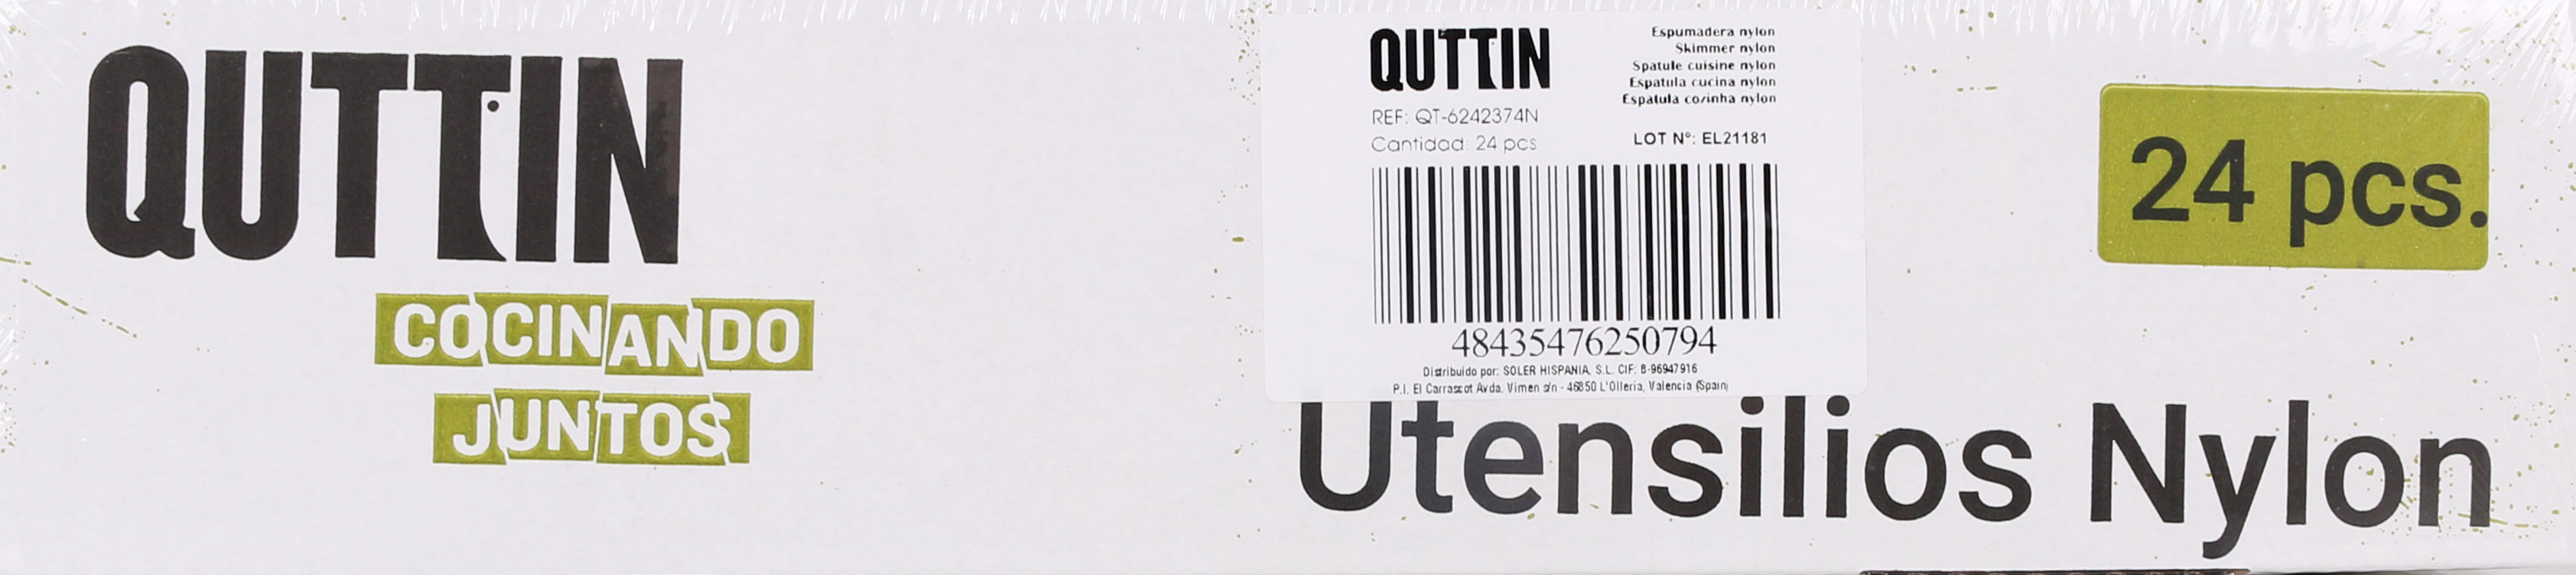 QUTTIN
COCINANDO
JUNTOS
QUTTIN
REF: QT-6242374N
Cantidad: 24 pcs
Espumadera nylon
Skimmer nylon
Spatule cuisine nylon
Espatula cucina nylon
Espatula cozinha nylon
LOT Nº: EL21181
48435476250794
Distribuido por: SOLER HISPANIA, S.L. CIF: B-96947916
P.I. El Carrascot Avda. Vimen s/n - 46850 L'Olleria, Valencia (Spain)
24 pcs.
Utensilios Nylon